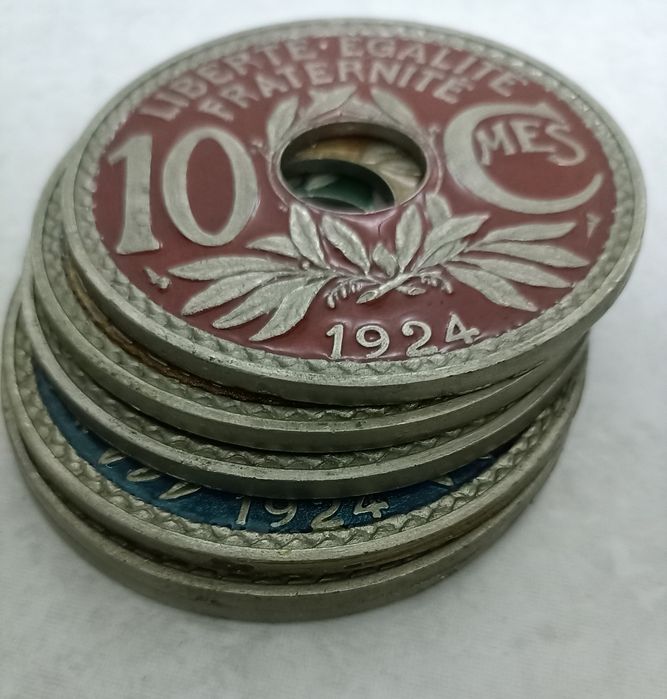 LIBERTE·EGALITE
FRATERNITE
10 CMES
1924
1924